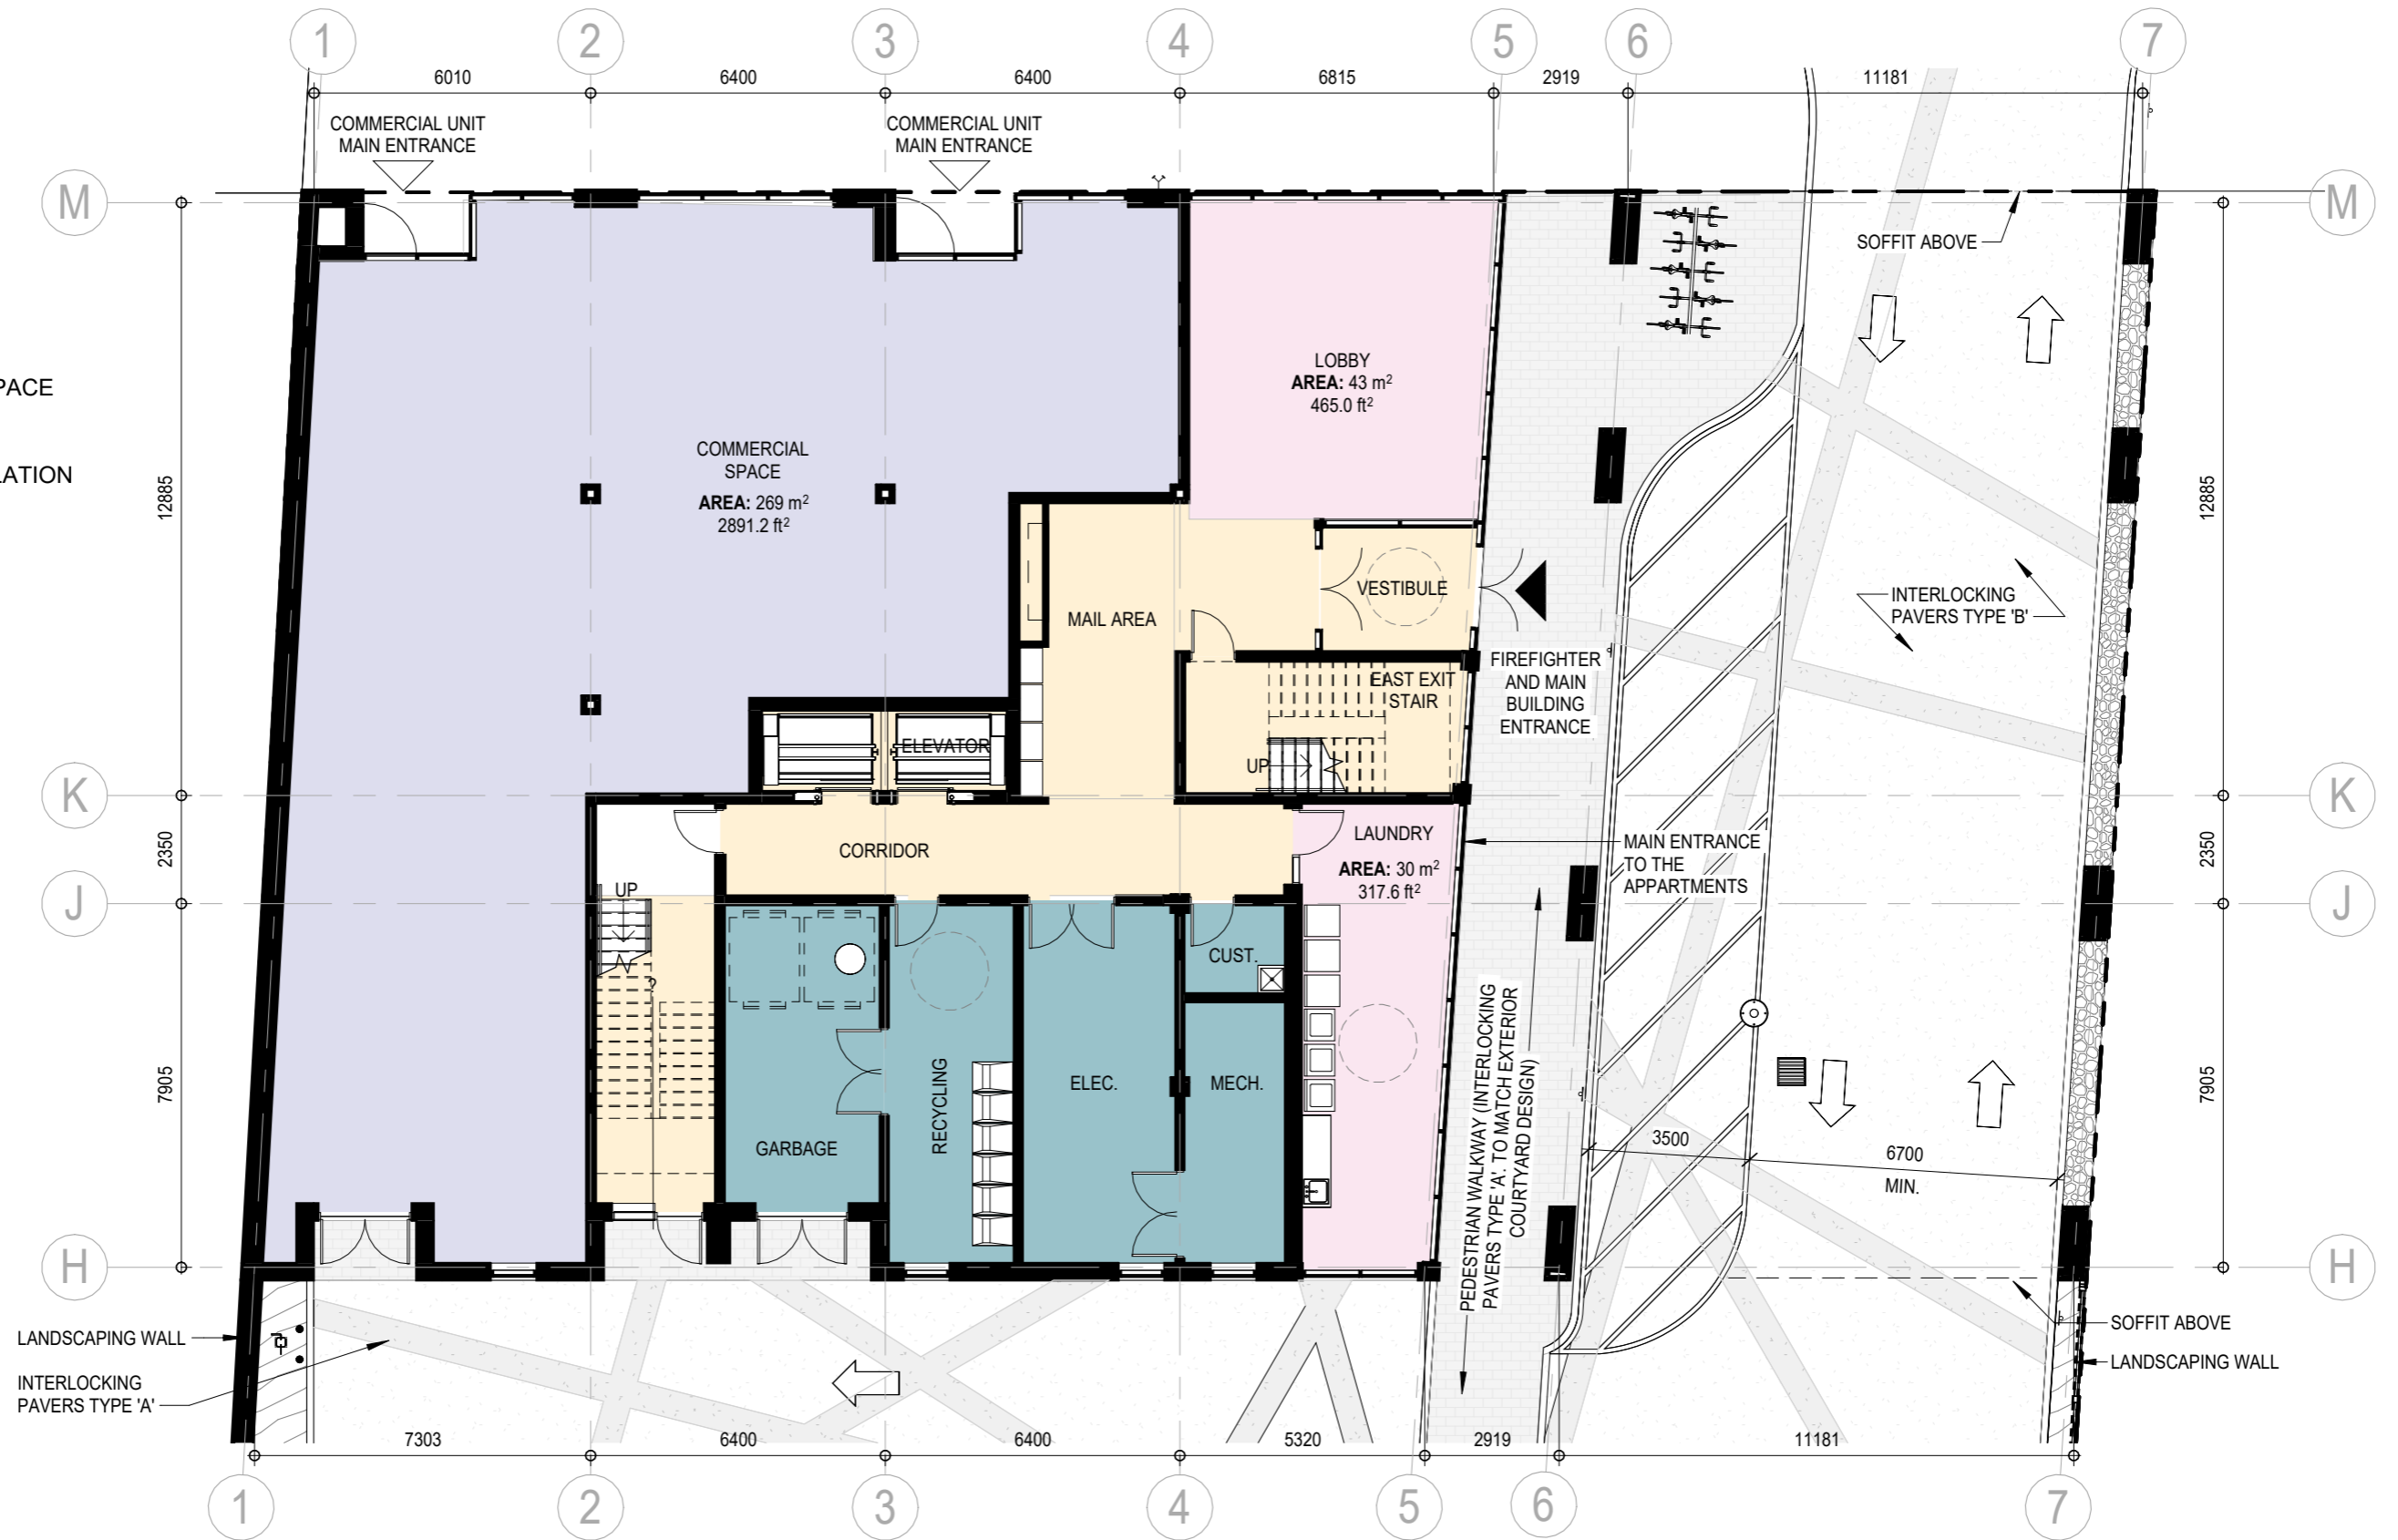 1 2 3 4 5 6 7
6010 6400 6400 6815 2919 11181
COMMERCIAL UNIT
MAIN ENTRANCE
COMMERCIAL UNIT
MAIN ENTRANCE
M
M
SOFFIT ABOVE
LOBBY
AREA: 43 m²
465.0 ft²
PACE
LATION
COMMERCIAL
SPACE
AREA: 269 m²
2891.2 ft²
12885
12885
VESTIBULE
MAIL AREA
INTERLOCKING
PAVERS TYPE 'B'
FIREFIGHTER
AND MAIN
BUILDING
ENTRANCE
EAST EXIT
STAIR
UP
ELEVATOR
K
K
2350
2350
CORRIDOR
LAUNDRY
AREA: 30 m²
317.6 ft²
MAIN ENTRANCE
TO THE
APPARTMENTS
UP
J
J
?
CUST.
GARBAGE
RECYCLING
ELEC.
MECH.
PEDESTRIAN WALKWAY (INTERLOCKING
PAVERS TYPE 'A'. TO MATCH EXTERIOR
COURTYARD DESIGN)
7905
7905
3500
6700
MIN.
H
H
LANDSCAPING WALL
INTERLOCKING
PAVERS TYPE 'A'
SOFFIT ABOVE
LANDSCAPING WALL
7303 6400 6400 5320 2919 11181
1 2 3 4 5 6 7